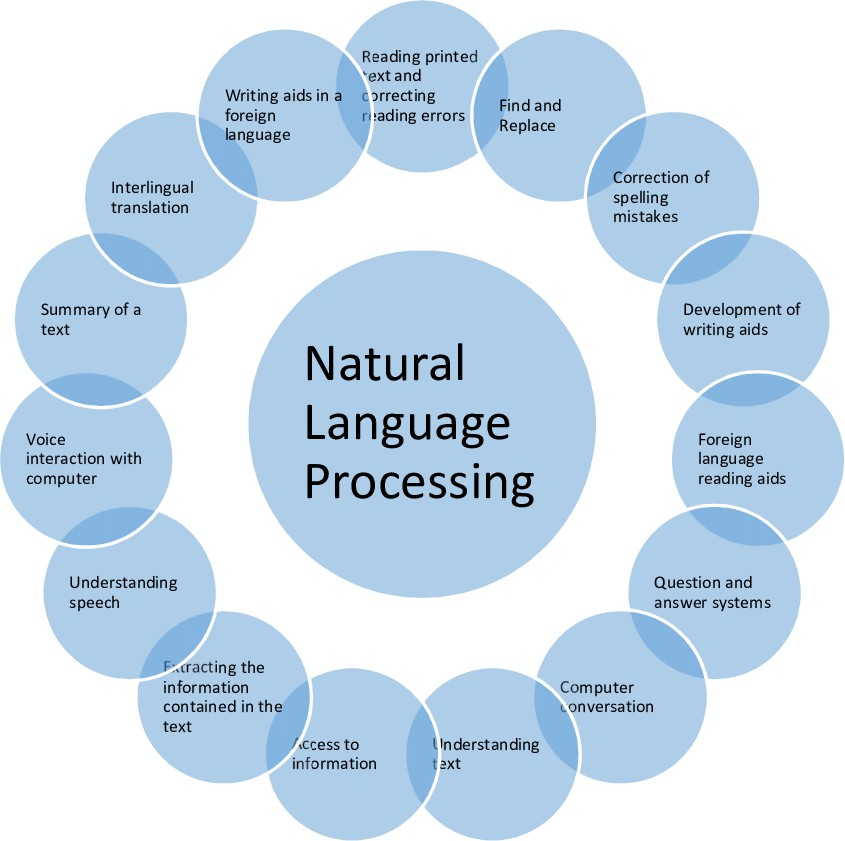 Reading printed
text and
correcting
reading errors
Find and
Replace
Correction of
spelling
mistakes
Development of
writing aids
Foreign
language
reading aids
Question and
answer systems
Computer
conversation
Understanding
text
Access to
information
Extracting the
information
contained in the
text
Understanding
speech
Voice
interaction with
computer
Summary of a
text
Interlingual
translation
Writing aids in a
foreign
language
Natural
Language
Processing